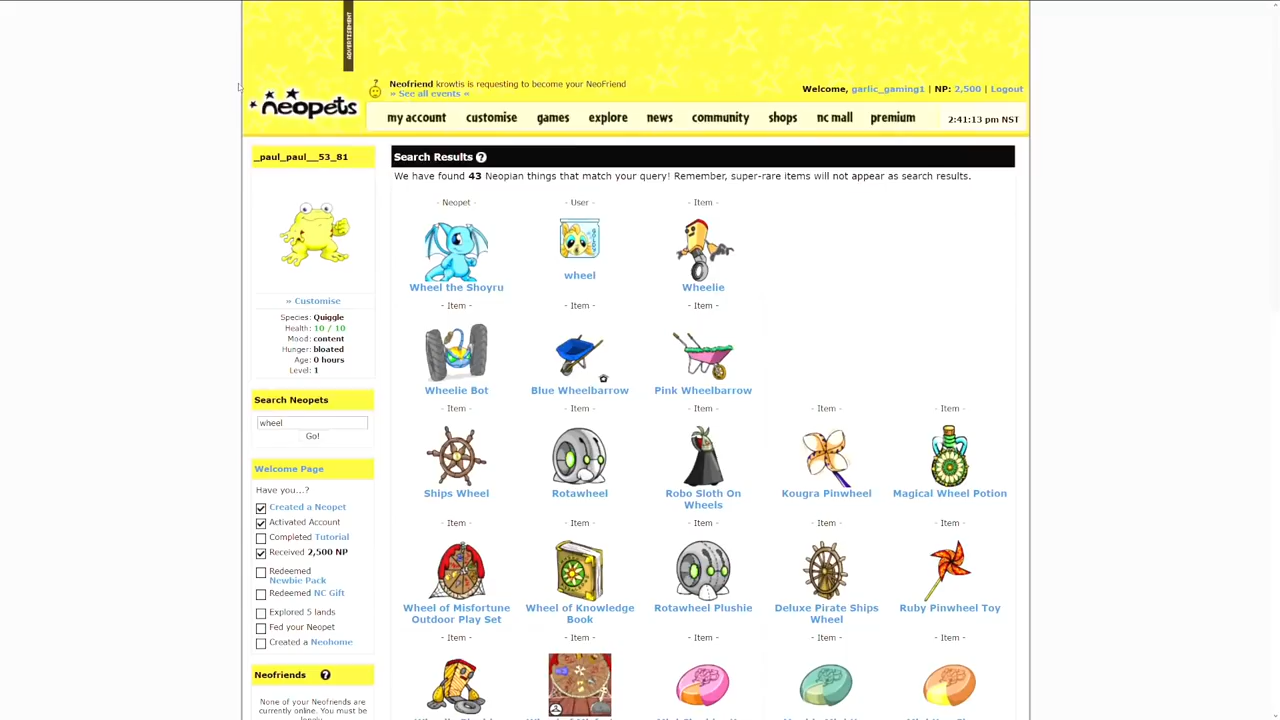 ADVERTISEMENT
Neofriend krowtis is requesting to become your NeoFriend
» See all events «
Welcome, garlic_gaming1 | NP: 2,500 | Logout
neopets
my account customise games explore news community shops nc mall premium
2:41:13 pm NST
_paul_paul__53_81
» Customise
Species: Quiggle
Health: 10 / 10
Mood: content
Hunger: bloated
Age: 0 hours
Level: 1
Search Neopets
wheel
Go!
Welcome Page
Have you...?
Created a Neopet
Activated Account
Completed Tutorial
Received 2,500 NP
Redeemed
Newbie Pack
Redeemed NC Gift
Explored 5 lands
Fed your Neopet
Created a Neohome
Neofriends ?
None of your Neofriends are
currently online. You must be
Search Results ?
We have found 43 Neopian things that match your query! Remember, super-rare items will not appear as search results.
- Neopet - - User - - Item -
Wheel the Shoyru wheel Wheelie
- Item - - Item - - Item -
Wheelie Bot Blue Wheelbarrow Pink Wheelbarrow
- Item - - Item - - Item - - Item - - Item -
Ships Wheel Rotawheel Robo Sloth On Wheels Kougra Pinwheel Magical Wheel Potion
- Item - - Item - - Item - - Item - - Item -
Wheel of Misfortune Outdoor Play Set Wheel of Knowledge Book Rotawheel Plushie Deluxe Pirate Ships Wheel Ruby Pinwheel Toy
- Item - - Item - - Item - - Item - - Item -